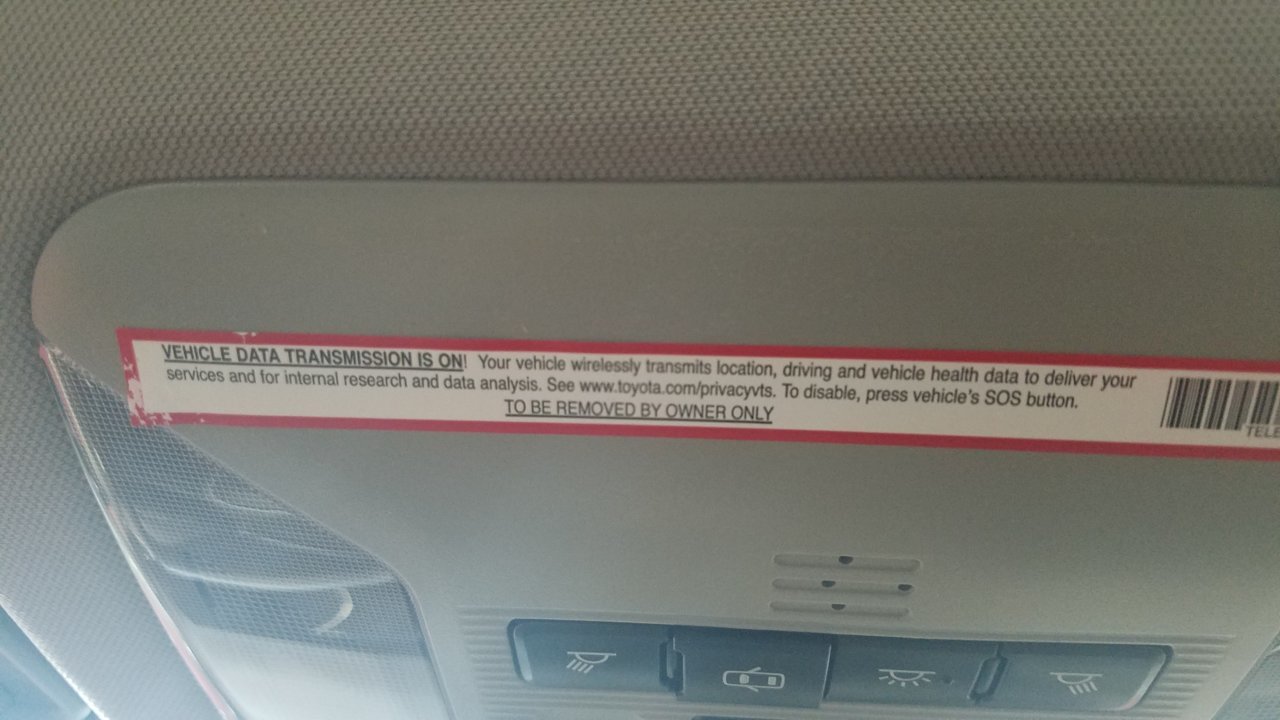 VEHICLE DATA TRANSMISSION IS ON! Your vehicle wirelessly transmits location, driving and vehicle health data to deliver your
services and for internal research and data analysis. See www.toyota.com/privacyvts. To disable, press vehicle's SOS button.
TO BE REMOVED BY OWNER ONLY